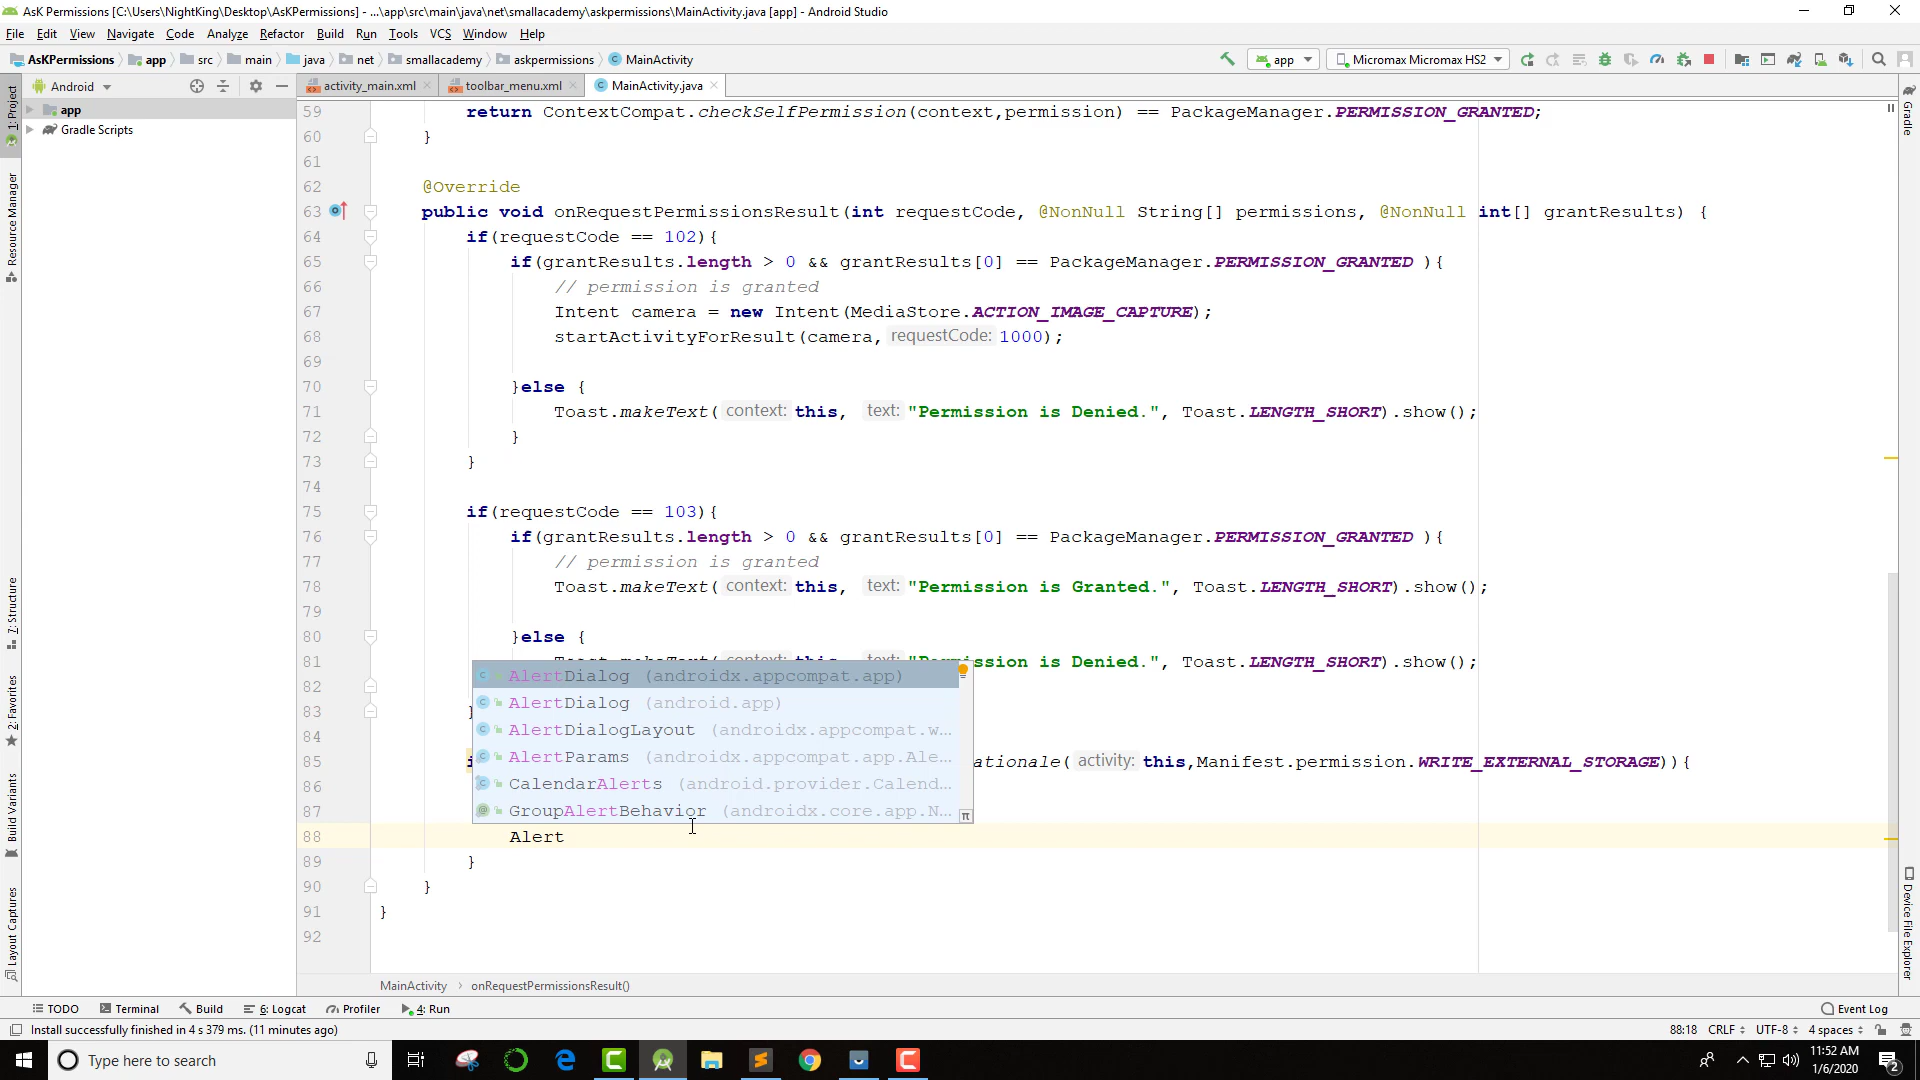 AsK Permissions [C:\Users\NightKing\Desktop\AsKPermissions] - ...\app\src\main\java\net\smallacademy\askpermissions\MainActivity.java [app] - Android Studio
File Edit View Navigate Code Analyze Refactor Build Run Tools VCS Window Help
AsKPermissions app src main java net smallacademy askpermissions MainActivity app Micromax Micromax HS2
Android activity_main.xml toolbar_menu.xml MainActivity.java
1: Project
Resource Manager
7: Structure
2: Favorites
Build Variants
Layout Captures
app
Gradle Scripts
59 return ContextCompat.checkSelfPermission(context,permission) == PackageManager.PERMISSION_GRANTED;
60 }
61
62 @Override
63 public void onRequestPermissionsResult(int requestCode, @NonNull String[] permissions, @NonNull int[] grantResults) {
64 if(requestCode == 102){
65 if(grantResults.length > 0 && grantResults[0] == PackageManager.PERMISSION_GRANTED ){
66 // permission is granted
67 Intent camera = new Intent(MediaStore.ACTION_IMAGE_CAPTURE);
68 startActivityForResult(camera, requestCode: 1000);
69
70 }else {
71 Toast.makeText( context: this, text: "Permission is Denied.", Toast.LENGTH_SHORT).show();
72 }
73 }
74
75 if(requestCode == 103){
76 if(grantResults.length > 0 && grantResults[0] == PackageManager.PERMISSION_GRANTED ){
77 // permission is granted
78 Toast.makeText( context: this, text: "Permission is Granted.", Toast.LENGTH_SHORT).show();
79
80 }else {
81 "Permission is Denied.", Toast.LENGTH_SHORT).show();
82
83 }
84
85 ationale( activity: this,Manifest.permission.WRITE_EXTERNAL_STORAGE)){
86
87
88 Alert
89 }
90 }
91 }
92
AlertDialog (androidx.appcompat.app)
AlertDialog (android.app)
AlertDialogLayout (androidx.appcompat.w...
AlertParams (androidx.appcompat.app.Ale...
CalendarAlerts (android.provider.Calend...
GroupAlertBehavior (androidx.core.app.N...
π
Gradle
Device File Explorer
MainActivity > onRequestPermissionsResult()
TODO Terminal Build 6: Logcat Profiler 4: Run Event Log
Install successfully finished in 4 s 379 ms. (11 minutes ago) 88:18 CRLF UTF-8 4 spaces
Type here to search
11:52 AM
1/6/2020
2